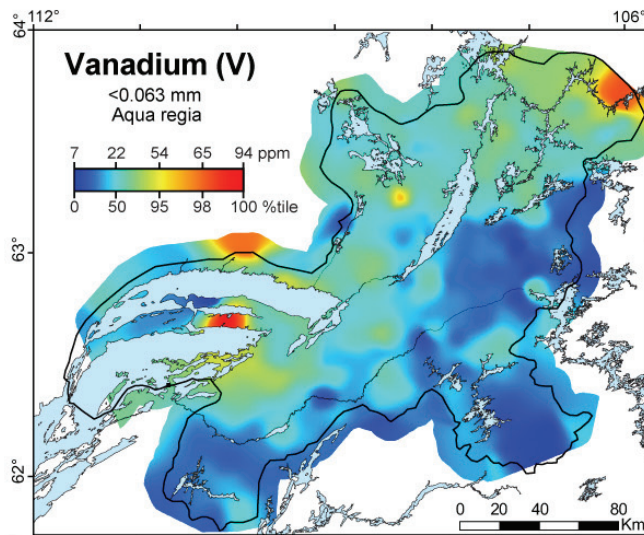 64° 112° 106°
Vanadium (V)
<0.063 mm
Aqua regia
7 22 54 65 94 ppm
0 50 95 98 100 %tile
63°
62°
0 20 40 60 80
Km